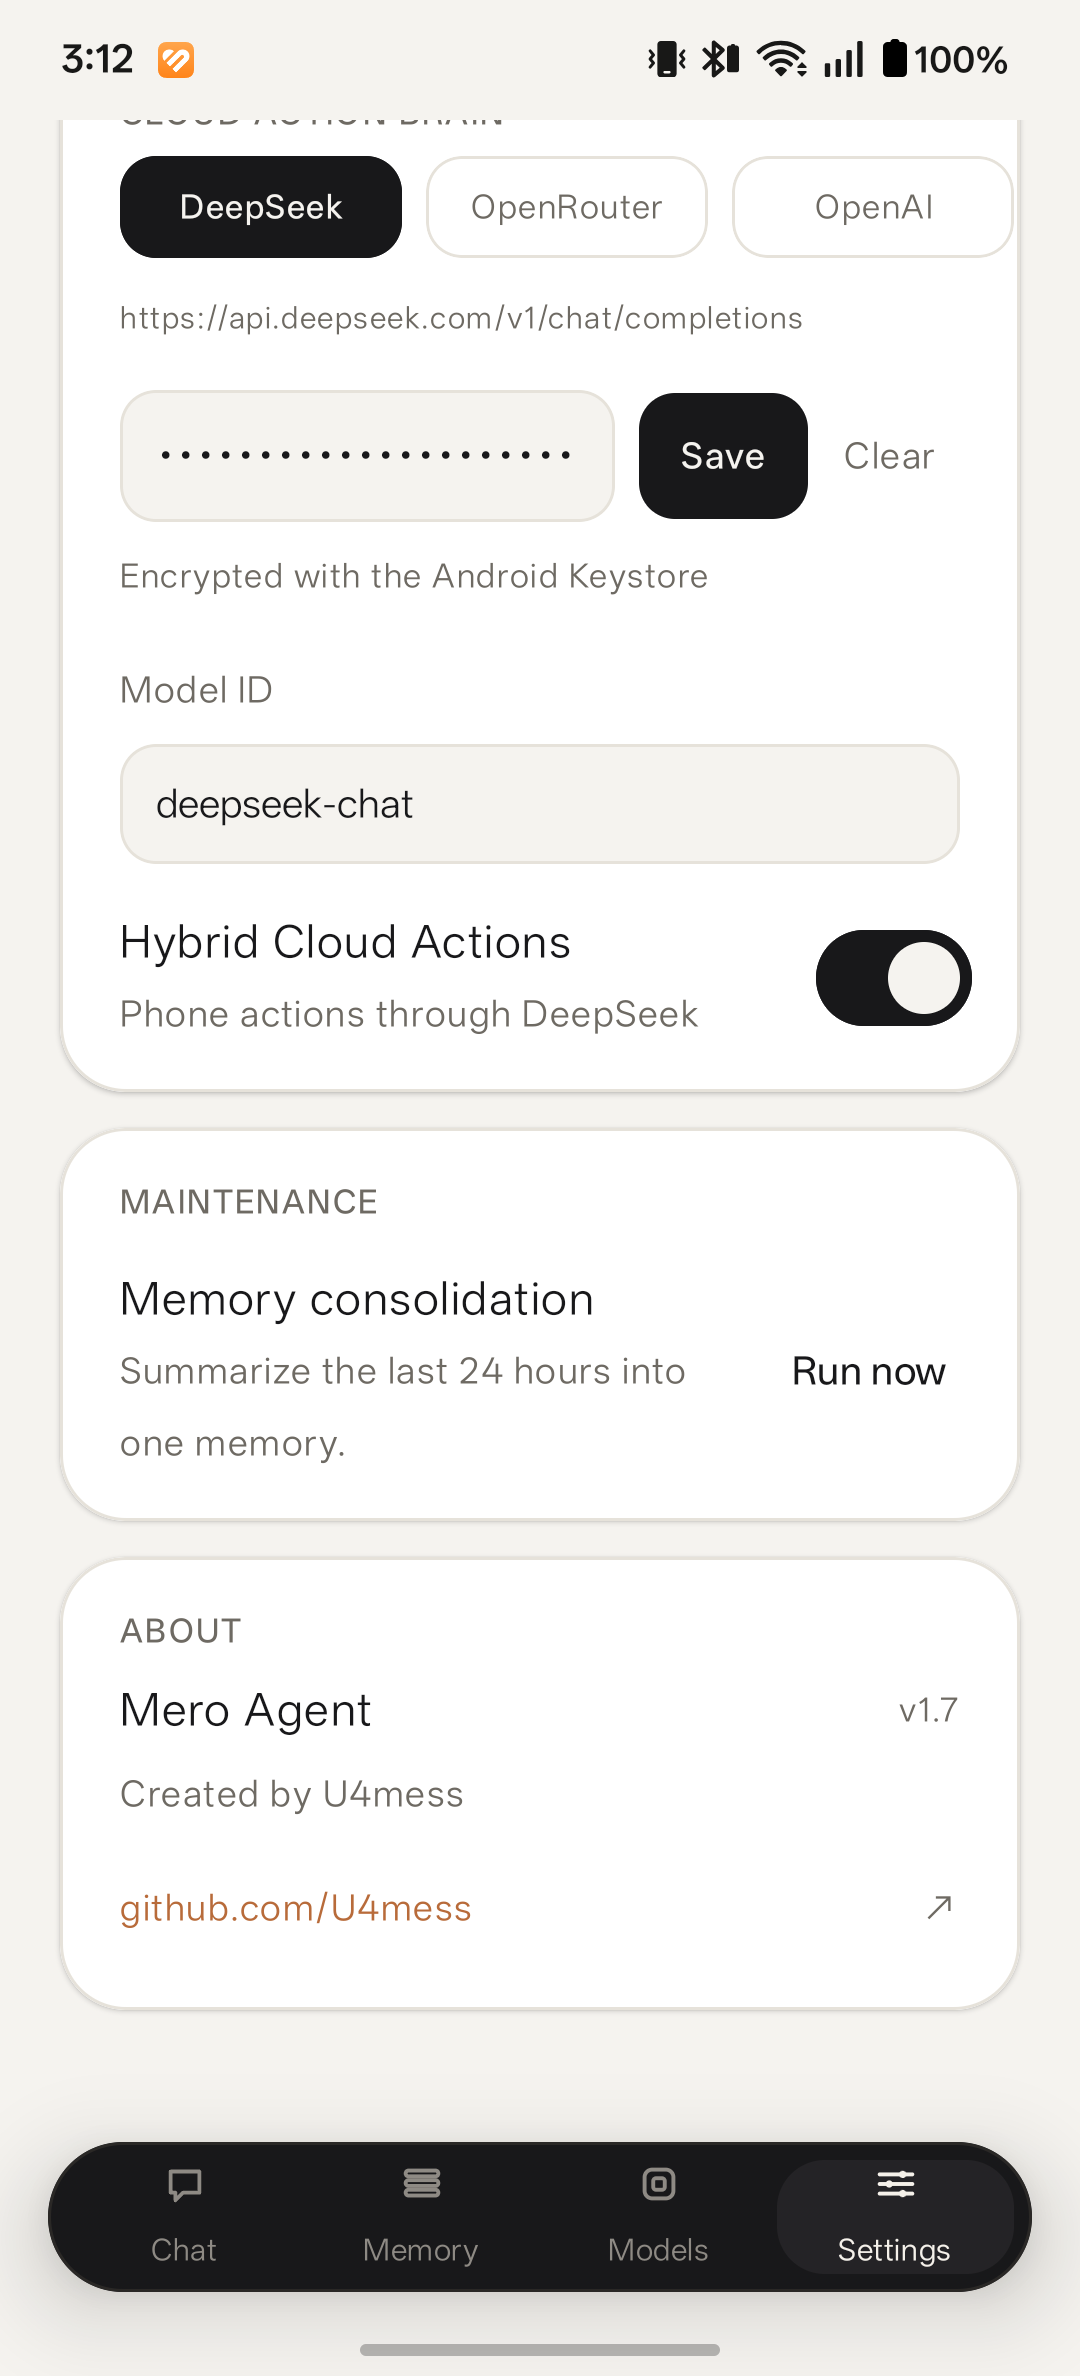 3:12
100%
CLOUD ACTION BRAIN
DeepSeek
OpenRouter
OpenAI
https://api.deepseek.com/v1/chat/completions
Save
Clear
Encrypted with the Android Keystore
Model ID
deepseek-chat
Hybrid Cloud Actions
Phone actions through DeepSeek
MAINTENANCE
Memory consolidation
Summarize the last 24 hours into
one memory.
Run now
ABOUT
Mero Agent
v1.7
Created by U4mess
github.com/U4mess
Chat
Memory
Models
Settings